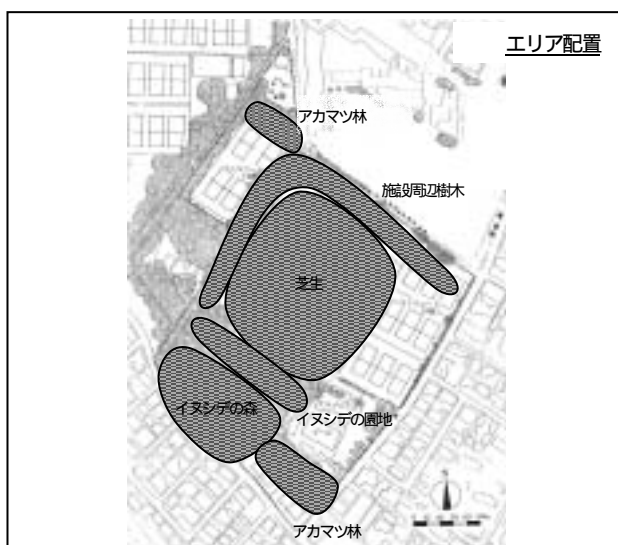 エリア配置
アカマツ林
施設周辺樹木
芝生
イヌシデの森
イヌシデの園地
アカマツ林